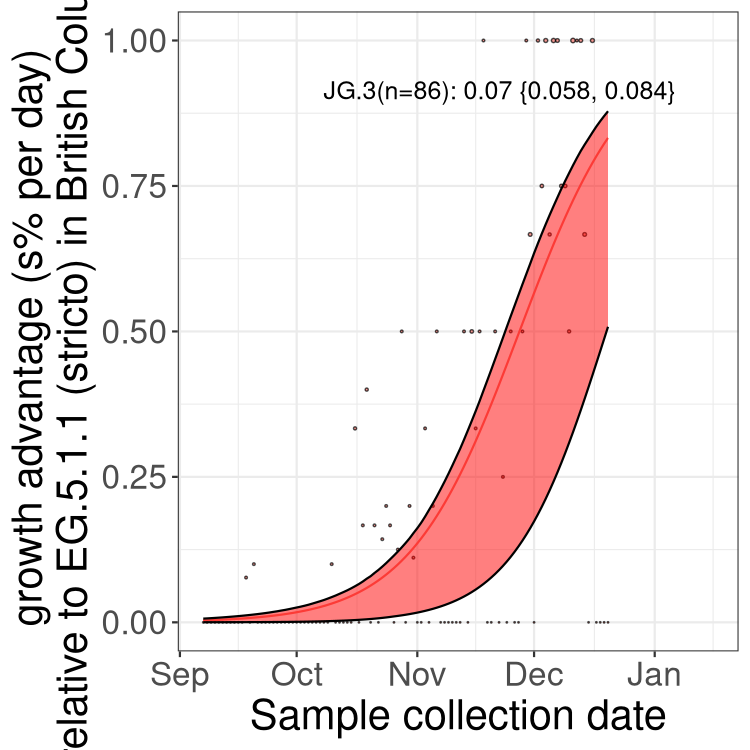 growth advantage (s% per day)
relative to EG.5.1.1 (stricto) in British
1.00
0.75
0.50
0.25
0.00
JG.3(n=86): 0.07 {0.058, 0.084}
Sep Oct Nov Dec Jan
Sample collection date